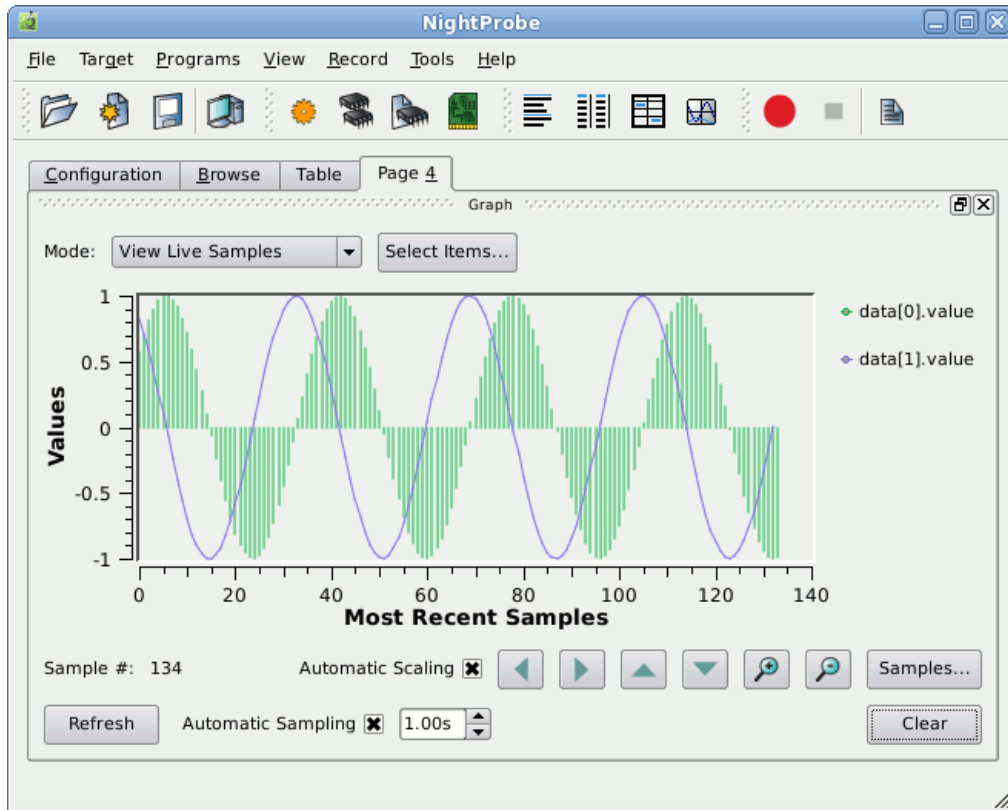 NightProbe
File Target Programs View Record Tools Help
Configuration Browse Table Page 4
Graph
Mode: View Live Samples Select Items...
1
0.5
0
-0.5
-1
Values
0 20 40 60 80 100 120 140
Most Recent Samples
data[0].value
data[1].value
Sample #: 134 Automatic Scaling Samples...
Refresh Automatic Sampling 1.00s Clear